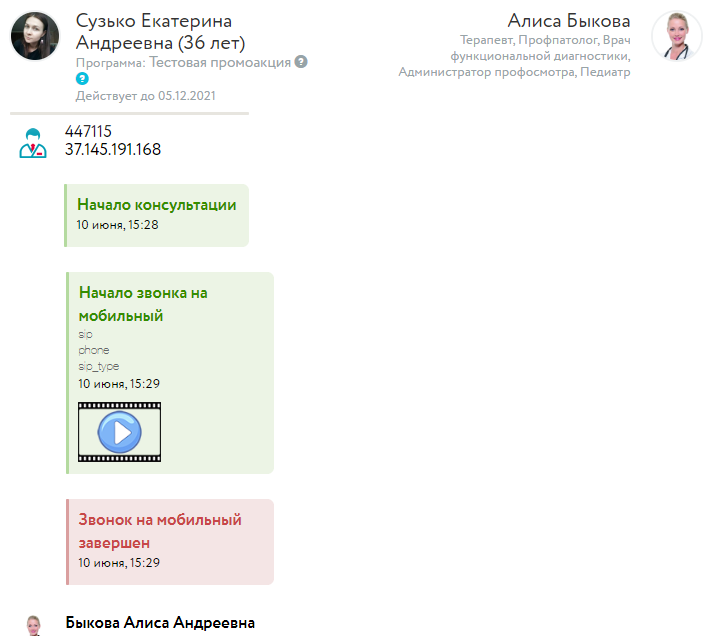 Сузько Екатерина
Андреевна (36 лет)
Программа: Тестовая промоакция ?
?
Действует до 05.12.2021
Алиса Быкова
Терапевт, Профпатолог, Врач
функциональной диагностики,
Администратор профосмотра, Педиатр
447115
37.145.191.168
Начало консультации
10 июня, 15:28
Начало звонка на
мобильный
sip
phone
sip_type
10 июня, 15:29
Звонок на мобильный
завершен
10 июня, 15:29
Быкова Алиса Андреевна